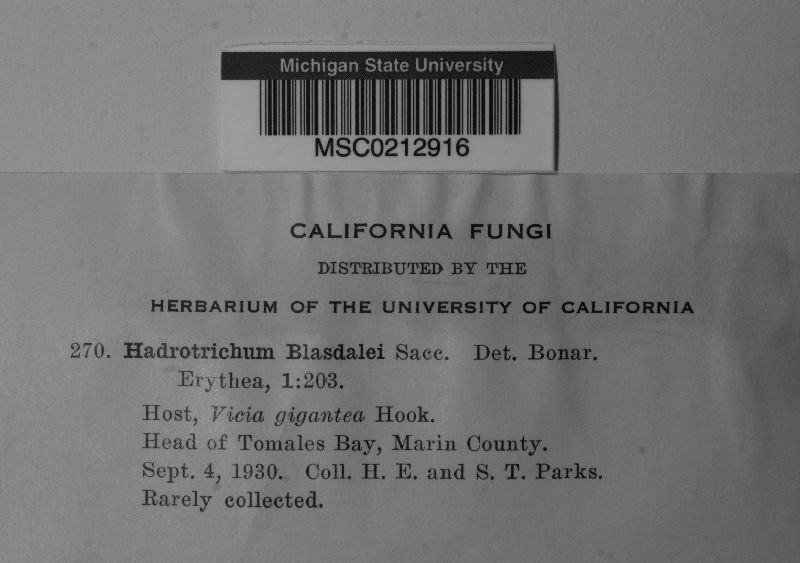 Michigan State University
MSC0212916
CALIFORNIA FUNGI
DISTRIBUTED BY THE
HERBARIUM OF THE UNIVERSITY OF CALIFORNIA
270. Hadrotrichum Blasdalei Sacc. Det. Bonar.
Erythea, 1:203.
Host, Vicia gigantea Hook.
Head of Tomales Bay, Marin County.
Sept. 4, 1930. Coll. H. E. and S. T. Parks.
Rarely collected.